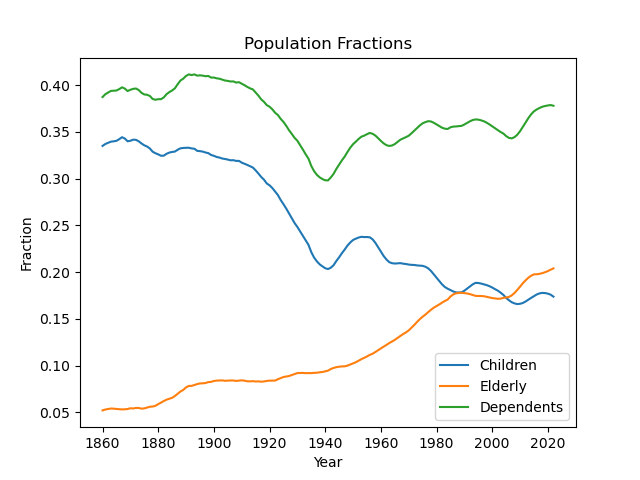 Population Fractions
Fraction
0.40
0.35
0.30
0.25
0.20
0.15
0.10
0.05
Children
Elderly
Dependents
1860 1880 1900 1920 1940 1960 1980 2000 2020
Year